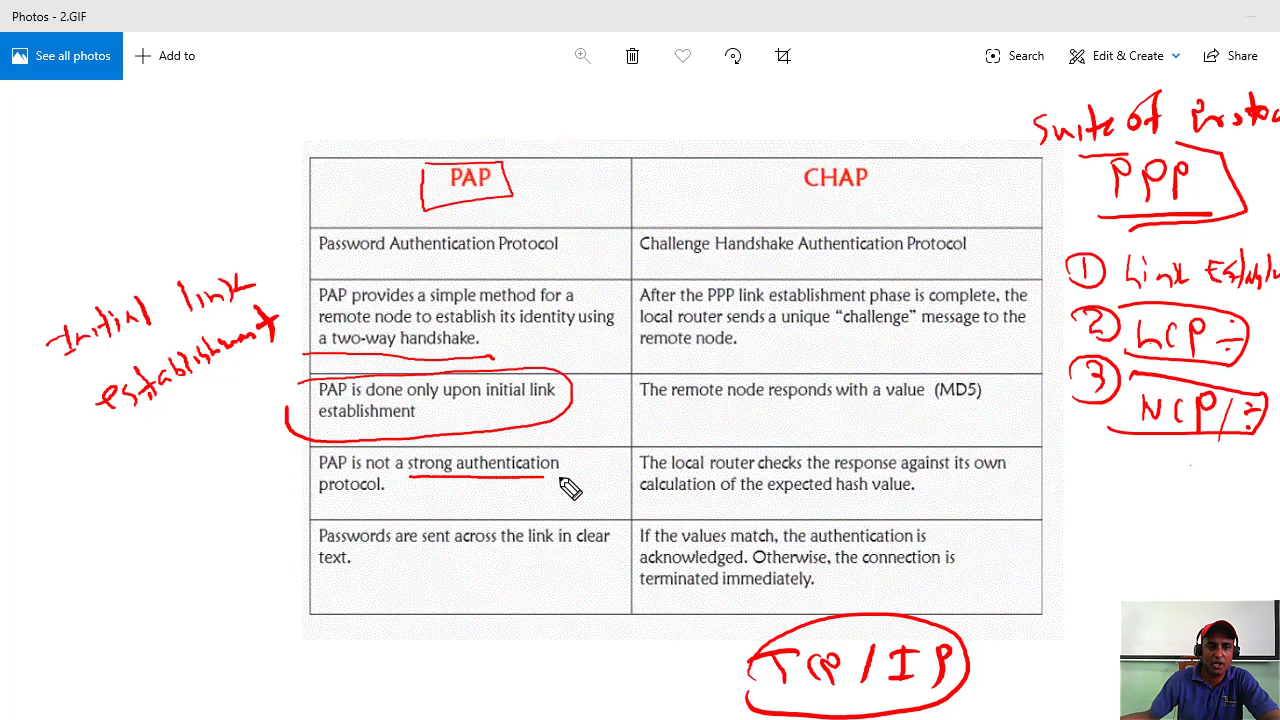 Photos - 2.GIF
See all photos
Add to
Search
Edit & Create
Share
Suite of
PPP
① Link
② LCP ÷
③ NCP / ÷
Initial link
establishment
PAP
CHAP
Password Authentication Protocol
Challenge Handshake Authentication Protocol
PAP provides a simple method for a
remote node to establish its identity using
a two-way handshake.
After the PPP link establishment phase is complete, the
local router sends a unique “challenge” message to the
remote node.
PAP is done only upon initial link
establishment
The remote node responds with a value (MD5)
PAP is not a strong authentication
protocol.
The local router checks the response against its own
calculation of the expected hash value.
Passwords are sent across the link in clear
text.
If the values match, the authentication is
acknowledged. Otherwise, the connection is
terminated immediately.
TCP / IP